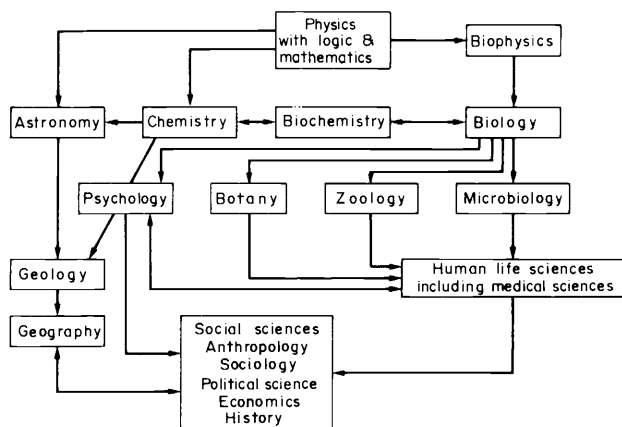 Physics
with logic &
mathematics
Biophysics
Astronomy
Chemistry
Biochemistry
Biology
Psychology
Botany
Zoology
Microbiology
Geology
Human life sciences
including medical sciences
Geography
Social sciences
Anthropology
Sociology
Political science
Economics
History